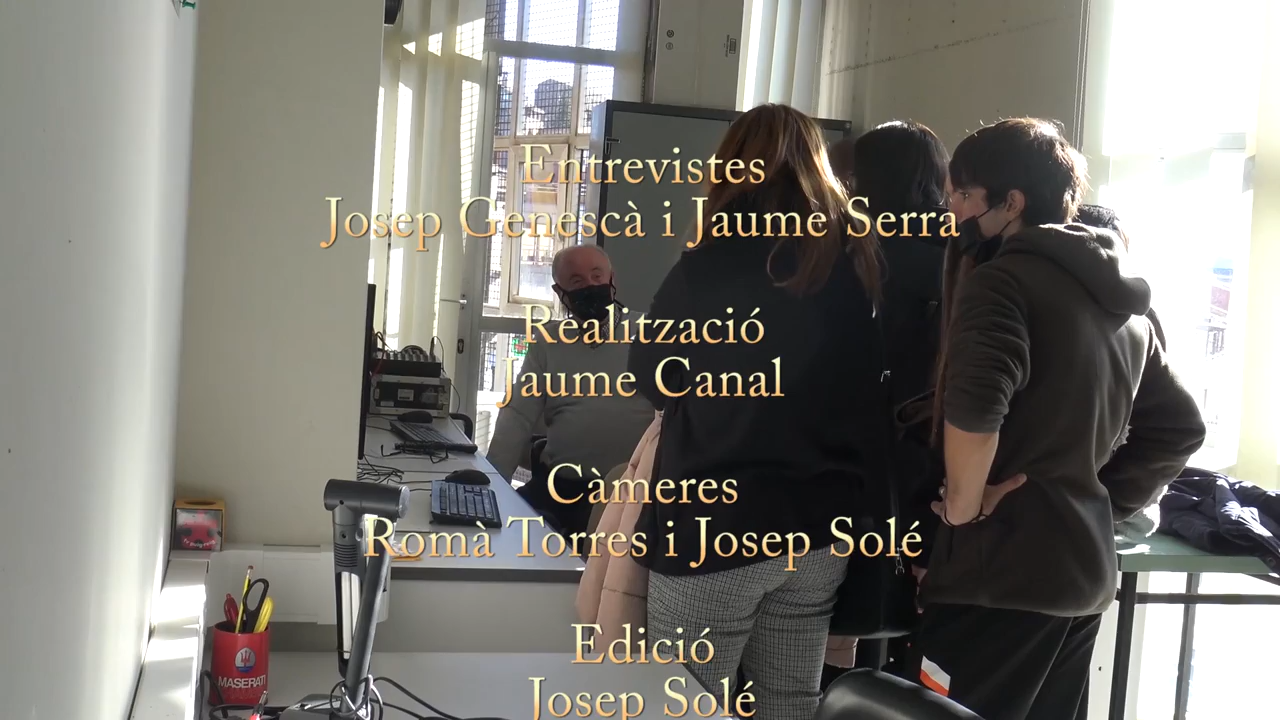 Entrevistes
Josep Genescà i Jaume Serra
Realització
Jaume Canal
Càmeres
Romà Torres i Josep Solé
Edició
Josep Solé
MASERATI